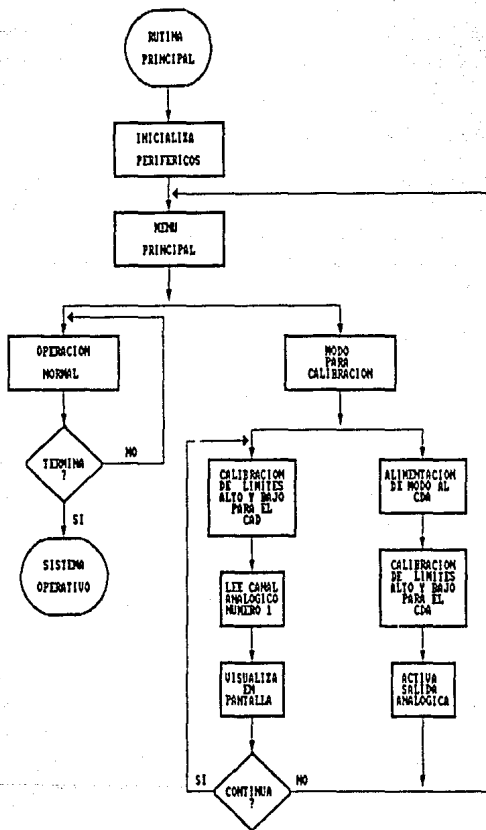 RUTINA
PRINCIPAL
INICIALIZA
PERIFERICOS
MENU
PRINCIPAL
OPERACION
NORMAL
TERMINA
?
NO
SI
SISTEMA
OPERATIVO
MODO
PARA
CALIBRACION
CALIBRACION
DE LIMITES
ALTO Y BAJO
PARA EL
CAD
LEE CANAL
ANALOGICO
NUMERO 1
VISUALIZA
EN
PANTALLA
SI
CONTINUA
?
NO
ALIMENTACION
DE MODO AL
CDA
CALIBRACION
DE LIMITES
ALTO Y BAJO
PARA EL
CDA
ACTIVA
SALIDA
ANALOGICA